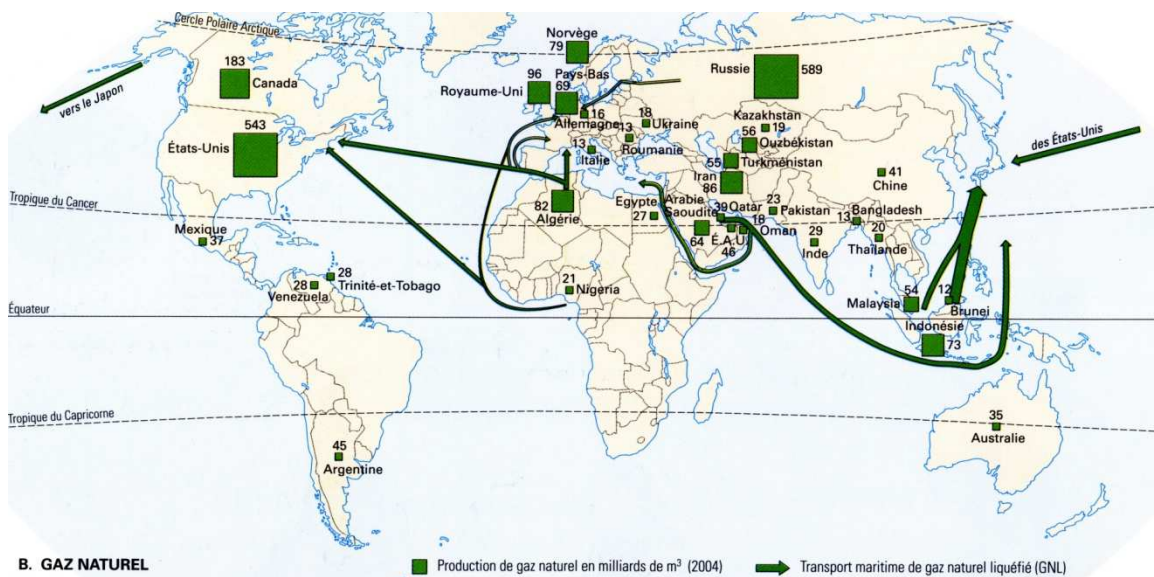 Cercle Polaire Arctique
vers le Japon
183
Canada
543
États-Unis
Norvège
79
96
Royaume-Uni
Pays-Bas
69
16
Allemagne
18
Ukraine
13
Roumanie
13
Italie
Russie
589
Kazakhstan
19
56
Ouzbékistan
55
Turkménistan
Iran
86
41
Chine
des États-Unis
Tropique du Cancer
Mexique
37
82
Algérie
Egypte
27
Arabie
Saoudite
64
39
Qatar
É.A.U.
46
18
Oman
23
Pakistan
29
Inde
Bangladesh
13
20
Thaïlande
28
Trinité-et-Tobago
28
Venezuela
21
Nigéria
Équateur
Malaysia
54
12
Brunei
Indonésie
73
Tropique du Capricorne
45
Argentine
35
Australie
B. GAZ NATUREL
Production de gaz naturel en milliards de m³ (2004)
Transport maritime de gaz naturel liquéfié (GNL)